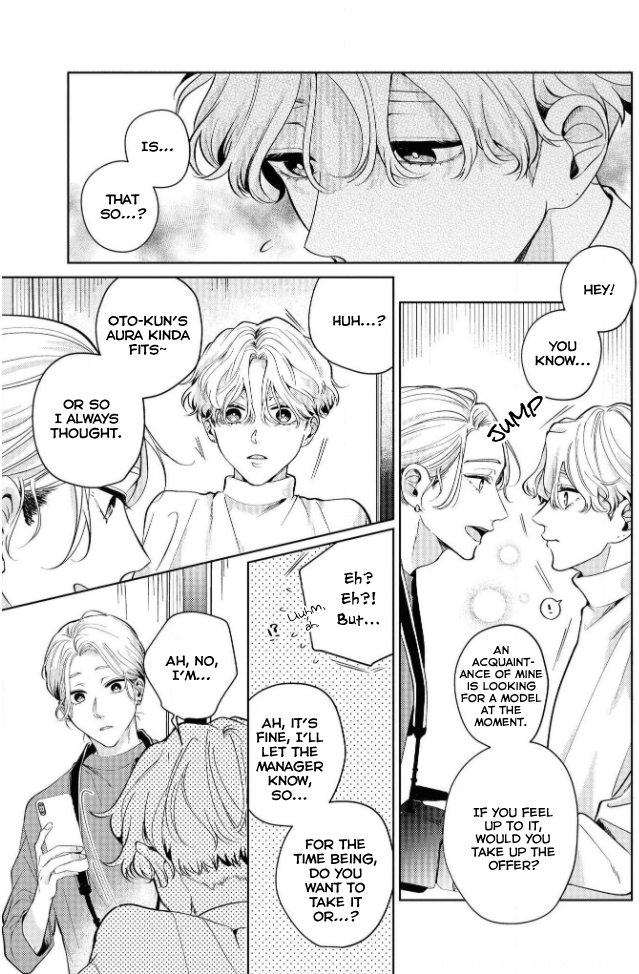 IS...
THAT
SO...?
HEY!
YOU
KNOW...
JUMP
AN
ACQUAINT-
ANCE OF MINE
IS LOOKING
FOR A MODEL
AT THE
MOMENT.
IF YOU FEEL
UP TO IT,
WOULD YOU
TAKE UP THE
OFFER?
HUH...?
OTO-KUN'S
AURA KINDA
FITS~
OR SO
I ALWAYS
THOUGHT.
Eh?
Eh?!
But...
Uuhm,
ah.
!?
AH, IT'S
FINE, I'LL
LET THE
MANAGER
KNOW,
SO...
FOR THE
TIME BEING,
DO YOU
WANT TO
TAKE IT
OR...?
AH, NO,
I'M...